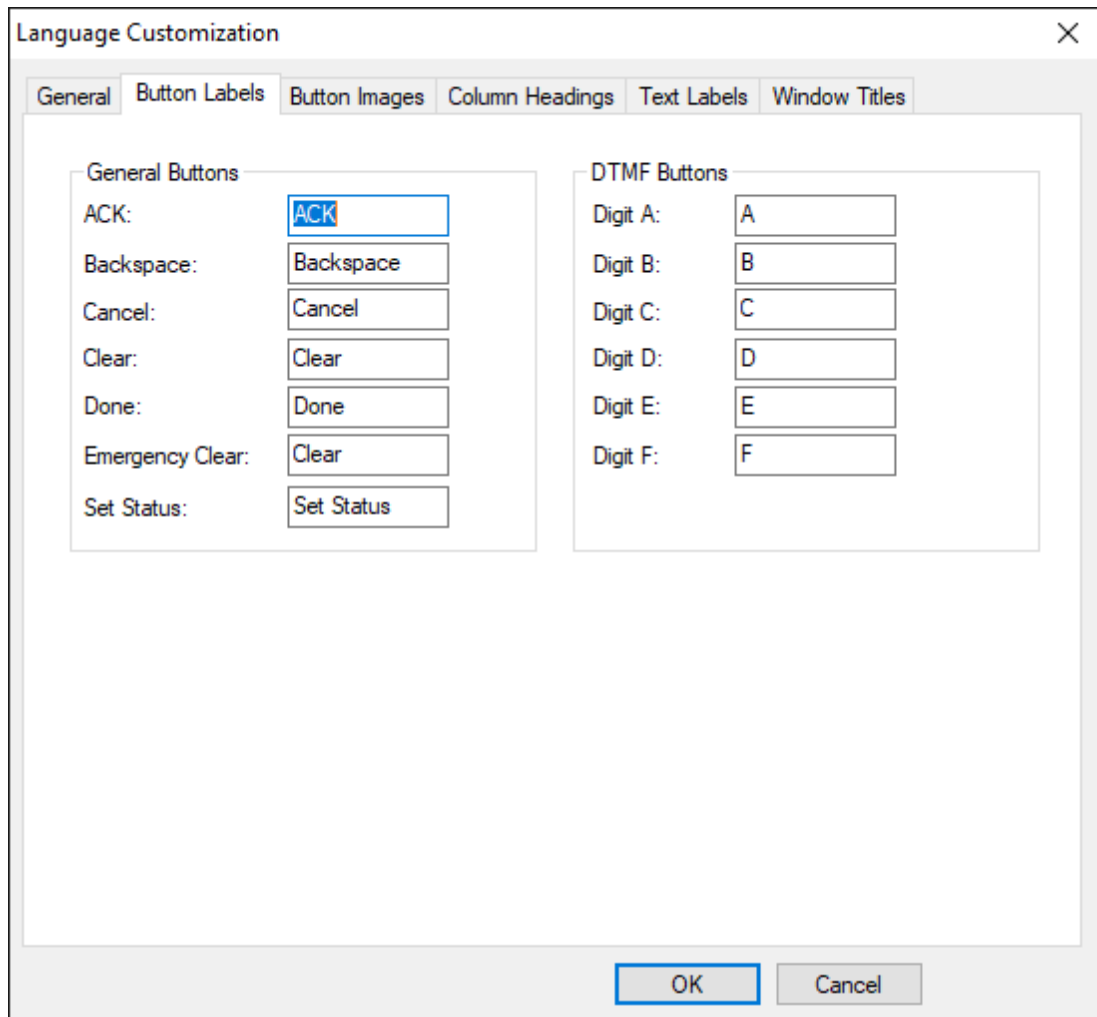 Language Customization
General Button Labels Button Images Column Headings Text Labels Window Titles
General Buttons
ACK: ACK
Backspace: Backspace
Cancel: Cancel
Clear: Clear
Done: Done
Emergency Clear: Clear
Set Status: Set Status
DTMF Buttons
Digit A: A
Digit B: B
Digit C: C
Digit D: D
Digit E: E
Digit F: F
OK Cancel